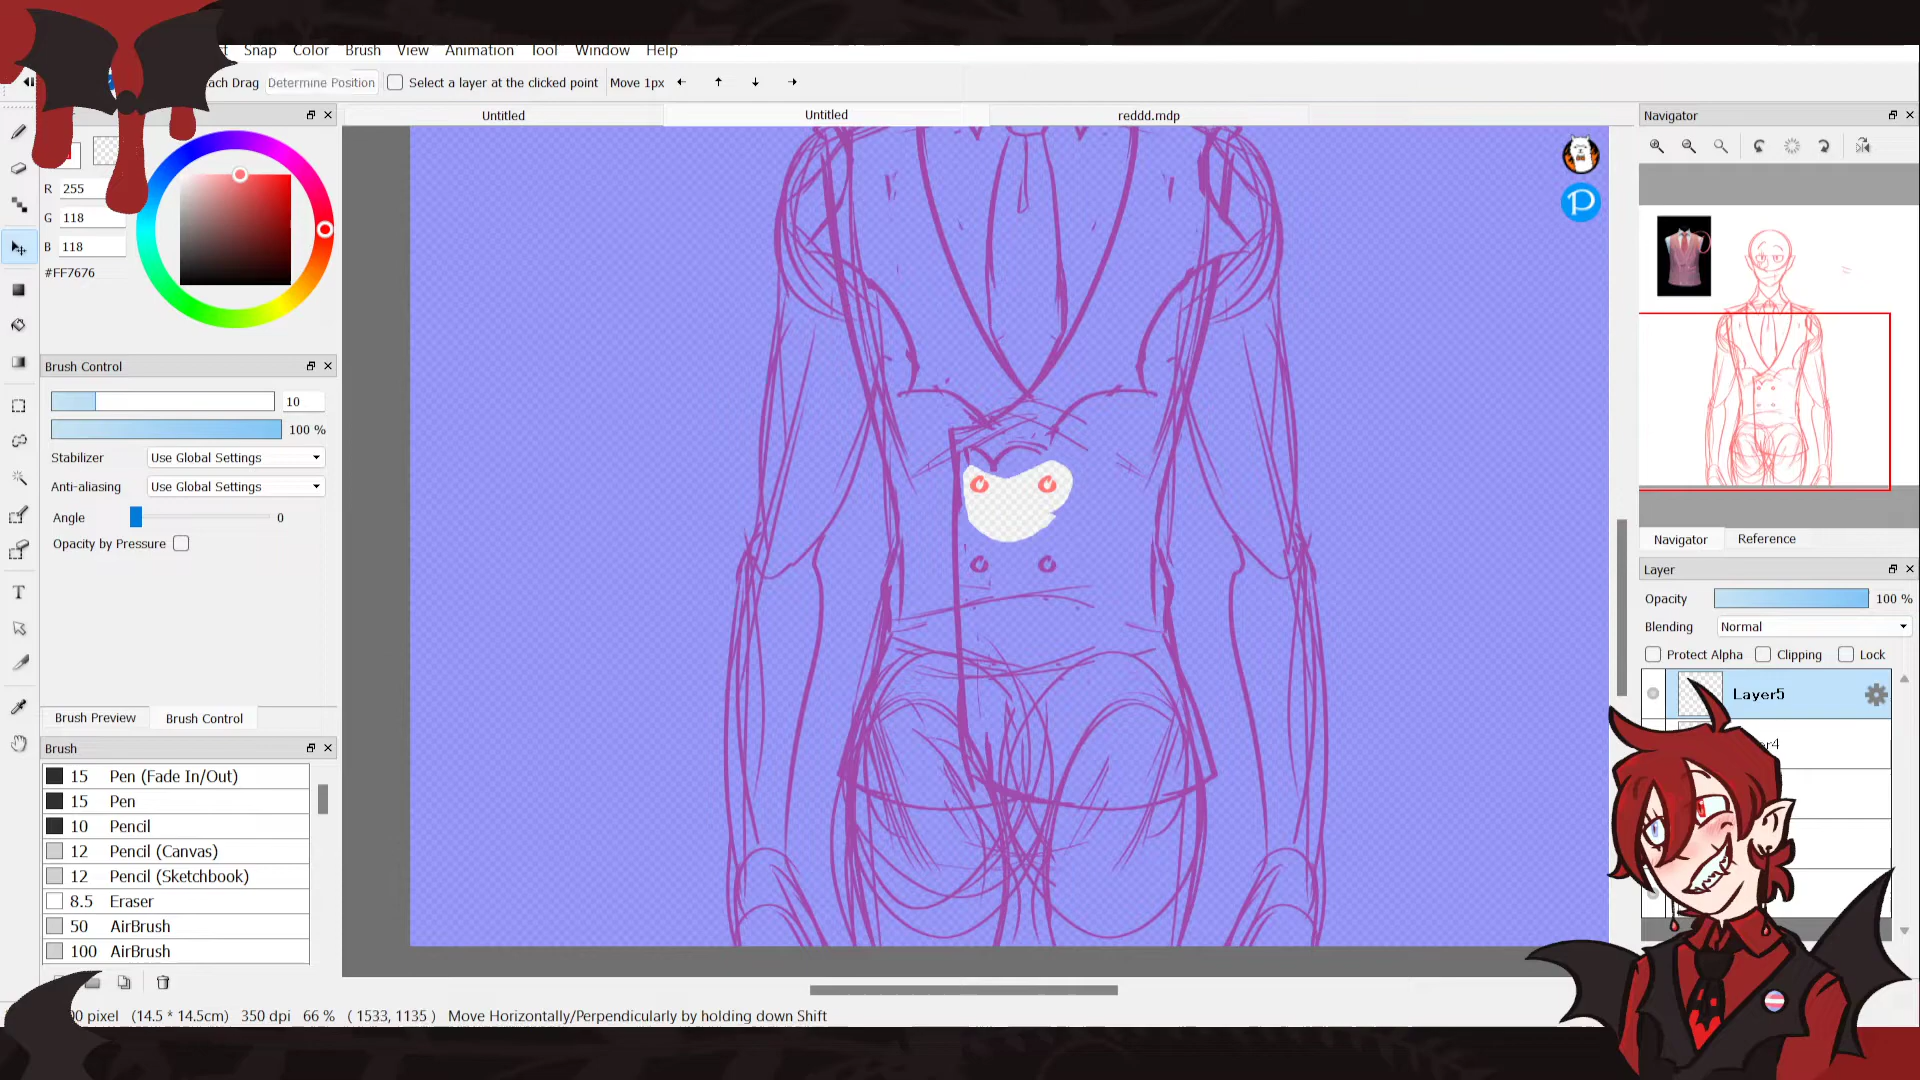 Snap Color Brush View Animation Tool Window Help
ach Drag Determine Position Select a layer at the clicked point Move 1px
Untitled Untitled reddd.mdp
Navigator
R 255
G 118
B 118
#FF7676
Brush Control
10
100 %
Stabilizer Use Global Settings
Anti-aliasing Use Global Settings
Angle 0
Opacity by Pressure
Brush Preview Brush Control
Brush
15 Pen (Fade In/Out)
15 Pen
10 Pencil
12 Pencil (Canvas)
12 Pencil (Sketchbook)
8.5 Eraser
50 AirBrush
100 AirBrush
P
Navigator Reference
Layer
Opacity 100 %
Blending Normal
Protect Alpha Clipping Lock
Layer5
r4
00 pixel (14.5 * 14.5cm) 350 dpi 66 % ( 1533, 1135 ) Move Horizontally/Perpendicularly by holding down Shift